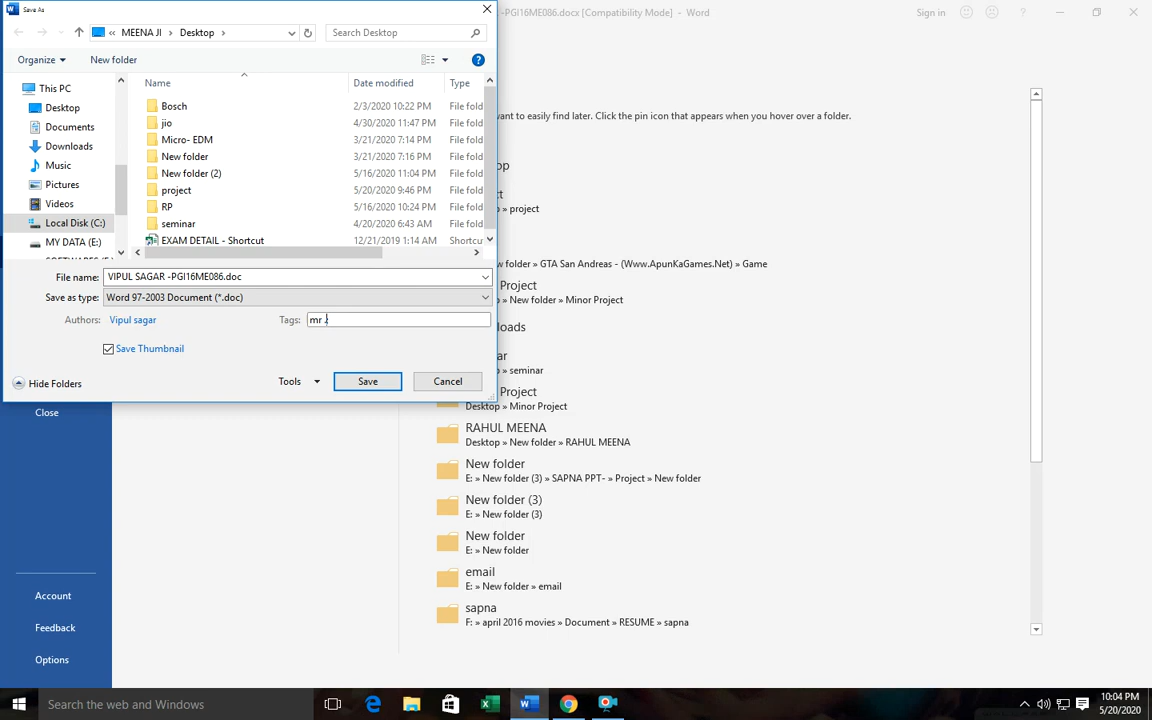 Save As
-PGI16ME086.docx [Compatibility Mode] - Word
Sign in
?
« MEENA JI › Desktop ›
Search Desktop
Organize
New folder
?
Name
Date modified
Type
This PC
Desktop
Documents
Downloads
Music
Pictures
Videos
Local Disk (C:)
MY DATA (E:)
Bosch 2/3/2020 10:22 PM File fold
jio 4/30/2020 11:47 PM File fold
Micro- EDM 3/21/2020 7:14 PM File fold
New folder 3/21/2020 7:16 PM File fold
New folder (2) 5/16/2020 11:04 PM File fold
project 5/20/2020 9:46 PM File fold
RP 5/16/2020 10:24 PM File fold
seminar 4/20/2020 6:43 AM File fold
EXAM DETAIL - Shortcut 12/21/2019 1:14 AM Shortcu
File name: VIPUL SAGAR -PGI16ME086.doc
Save as type: Word 97-2003 Document (*.doc)
Authors: Vipul sagar
Tags: mr
Save Thumbnail
Hide Folders
Tools
Save
Cancel
want to easily find later. Click the pin icon that appears when you hover over a folder.
op
ct
p » project
ew folder » GTA San Andreas - (Www.ApunKaGames.Net) » Game
Project
p » New folder » Minor Project
loads
ar
p » seminar
Project
Desktop » Minor Project
RAHUL MEENA
Desktop » New folder » RAHUL MEENA
New folder
E: » New folder (3) » SAPNA PPT- » Project » New folder
New folder (3)
E: » New folder (3)
New folder
E: » New folder
email
E: » New folder » email
sapna
F: » april 2016 movies » Document » RESUME » sapna
Close
Account
Feedback
Options
Search the web and Windows
10:04 PM
5/20/2020